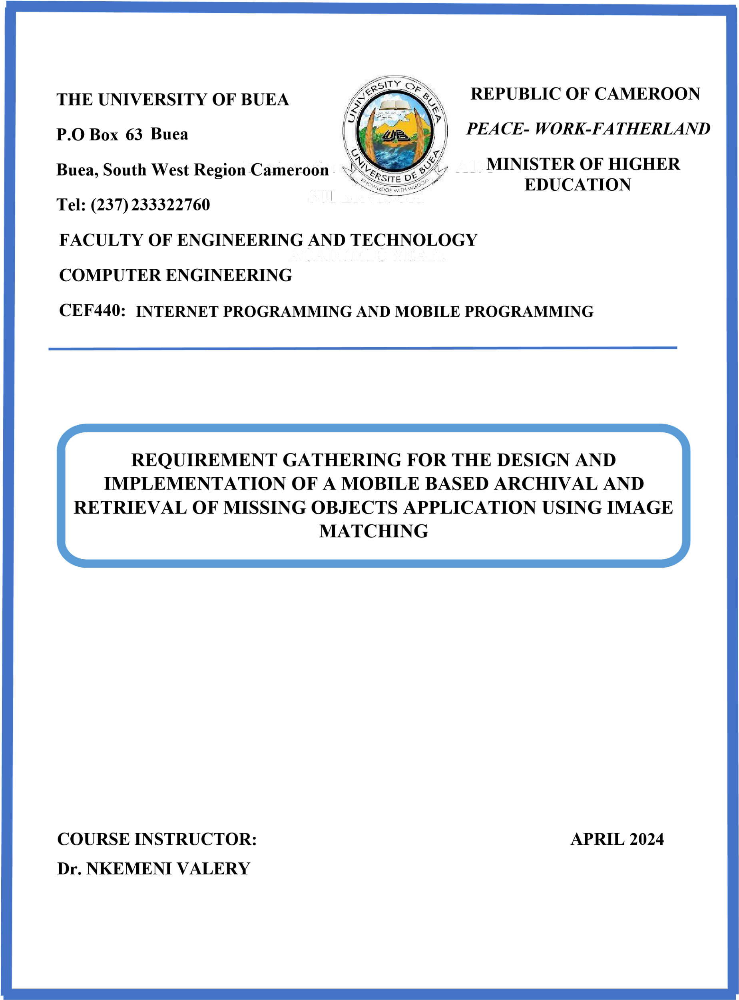 THE UNIVERSITY OF BUEA
P.O Box 63 Buea
Buea, South West Region Cameroon
Tel: (237) 233322760
UNIVERSITY OF BUEA
UB
UNIVERSITE DE BUEA
KNOWLEDGE WITH WISDOM
REPUBLIC OF CAMEROON
PEACE- WORK-FATHERLAND
MINISTER OF HIGHER
EDUCATION
FACULTY OF ENGINEERING AND TECHNOLOGY
ACADEMIC YEAR:
COMPUTER ENGINEERING
CEF440: INTERNET PROGRAMMING AND MOBILE PROGRAMMING
REQUIREMENT GATHERING FOR THE DESIGN AND
IMPLEMENTATION OF A MOBILE BASED ARCHIVAL AND
RETRIEVAL OF MISSING OBJECTS APPLICATION USING IMAGE
MATCHING
COURSE INSTRUCTOR:
Dr. NKEMENI VALERY
APRIL 2024